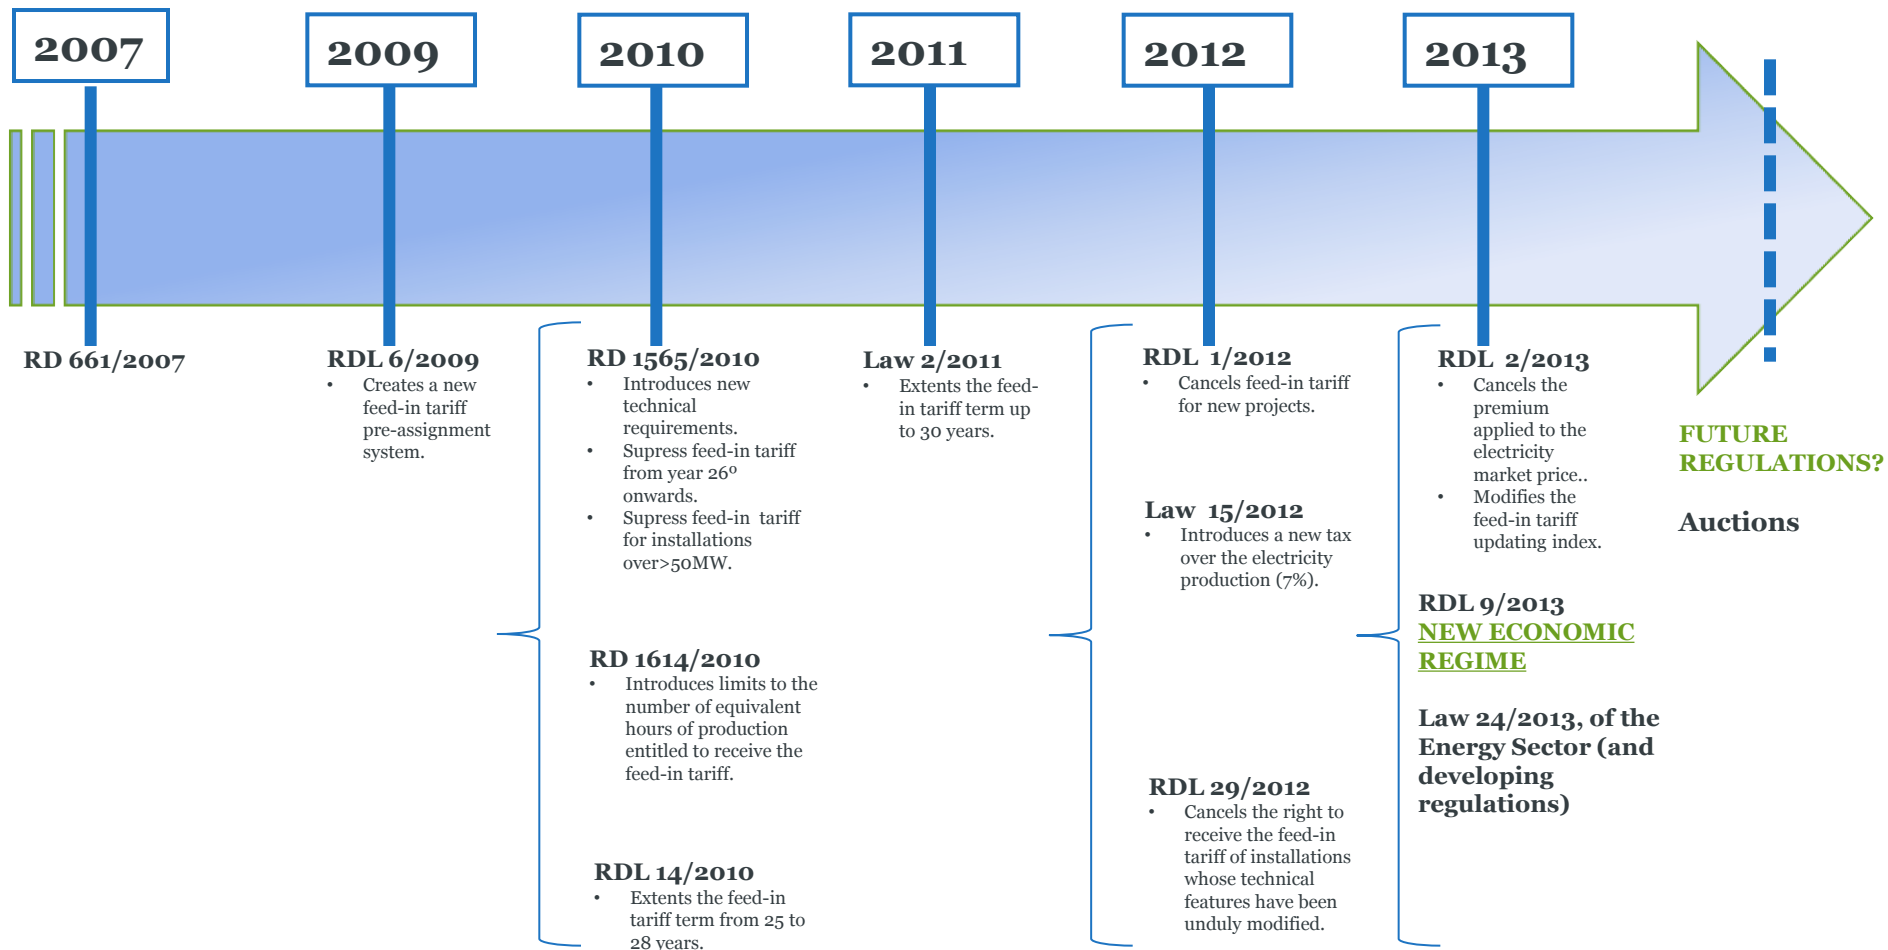 2007
RD 661/2007
2009
RDL 6/2009
• Creates a new
feed-in tariff
pre-assignment
system.
2010
RD 1565/2010
• Introduces new
technical
requirements.
• Supress feed-in tariff
from year 26º
onwards.
• Supress feed-in tariff
for installations
over>50MW.
RD 1614/2010
• Introduces limits to the
number of equivalent
hours of production
entitled to receive the
feed-in tariff.
RDL 14/2010
• Extents the feed-in
tariff term from 25 to
28 years.
2011
Law 2/2011
• Extents the feed-
in tariff term up
to 30 years.
2012
RDL 1/2012
• Cancels feed-in tariff
for new projects.
Law 15/2012
• Introduces a new tax
over the electricity
production (7%).
RDL 29/2012
• Cancels the right to
receive the feed-in
tariff of installations
whose technical
features have been
unduly modified.
2013
RDL 2/2013
• Cancels the
premium
applied to the
electricity
market price..
• Modifies the
feed-in tariff
updating index.
RDL 9/2013
NEW ECONOMIC
REGIME
Law 24/2013, of the
Energy Sector (and
developing
regulations)
FUTURE
REGULATIONS?
Auctions